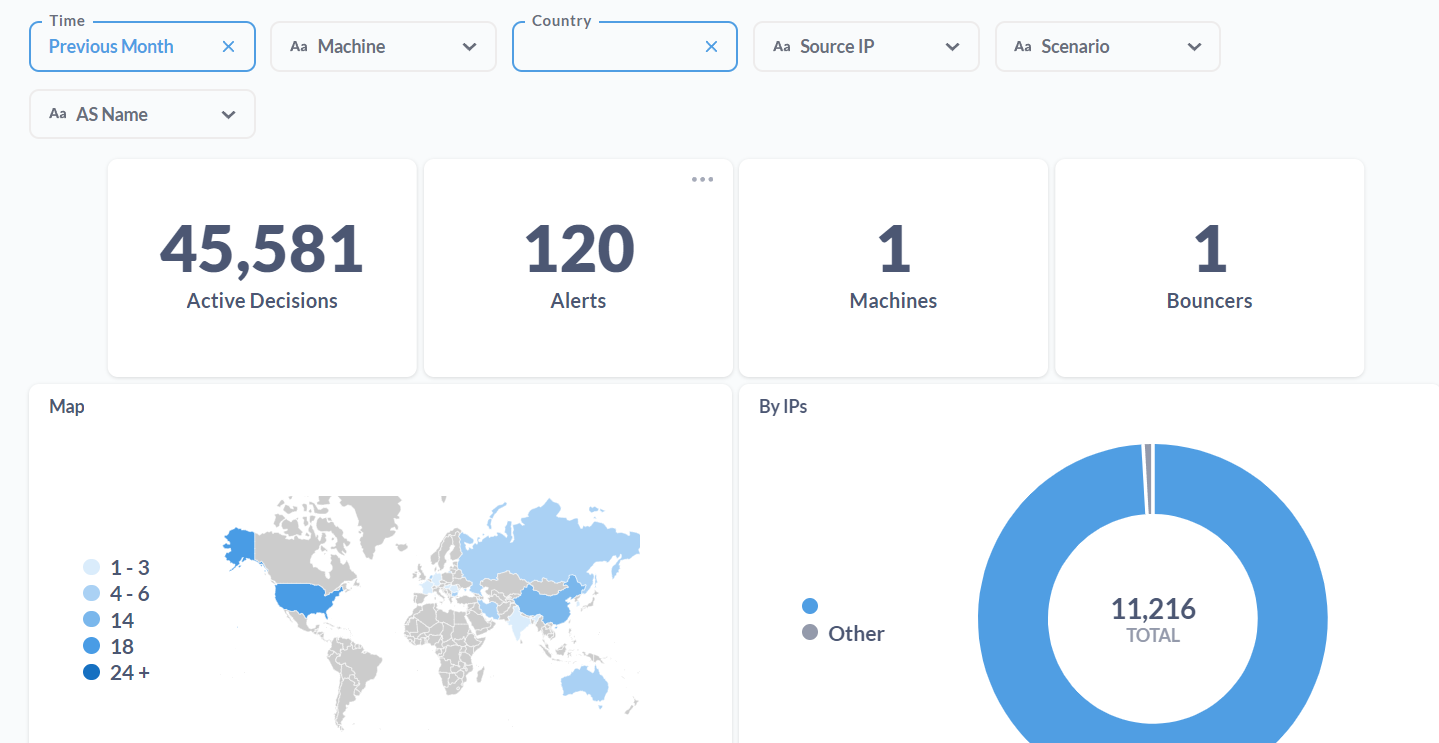 Time
Previous Month
Aa Machine
Country
Aa Source IP
Aa Scenario
Aa AS Name
45,581
Active Decisions
120
Alerts
1
Machines
1
Bouncers
Map
1 - 3
4 - 6
14
18
24 +
By IPs
Other
11,216
TOTAL